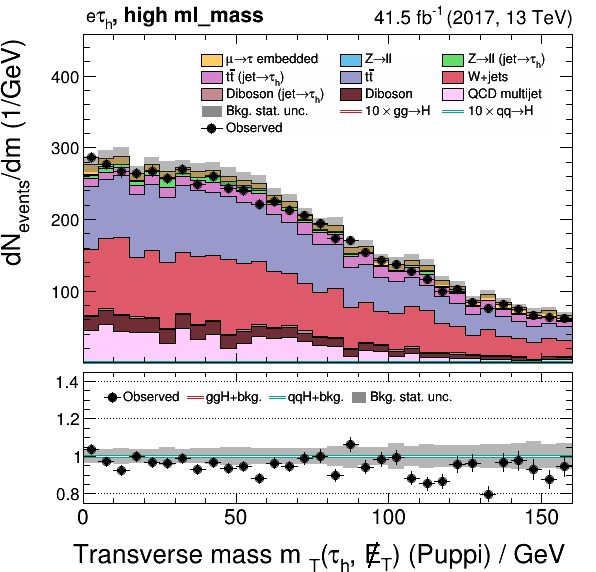 eτh, high ml_mass 41.5 fb⁻¹ (2017, 13 TeV)
dN_events/dm (1/GeV)
400
300
200
100
μ→τ embedded Z→ll Z→ll (jet→τh)
tt̄ (jet→τh) tt̄ W+jets
Diboson (jet→τh) Diboson QCD multijet
Bkg. stat. unc. 10 × gg→H 10 × qq→H
Observed
1.4
1.2
1
0.8
Observed ggH+bkg. qqH+bkg. Bkg. stat. unc.
0 50 100 150
Transverse mass m_T(τh, E̸_T) (Puppi) / GeV